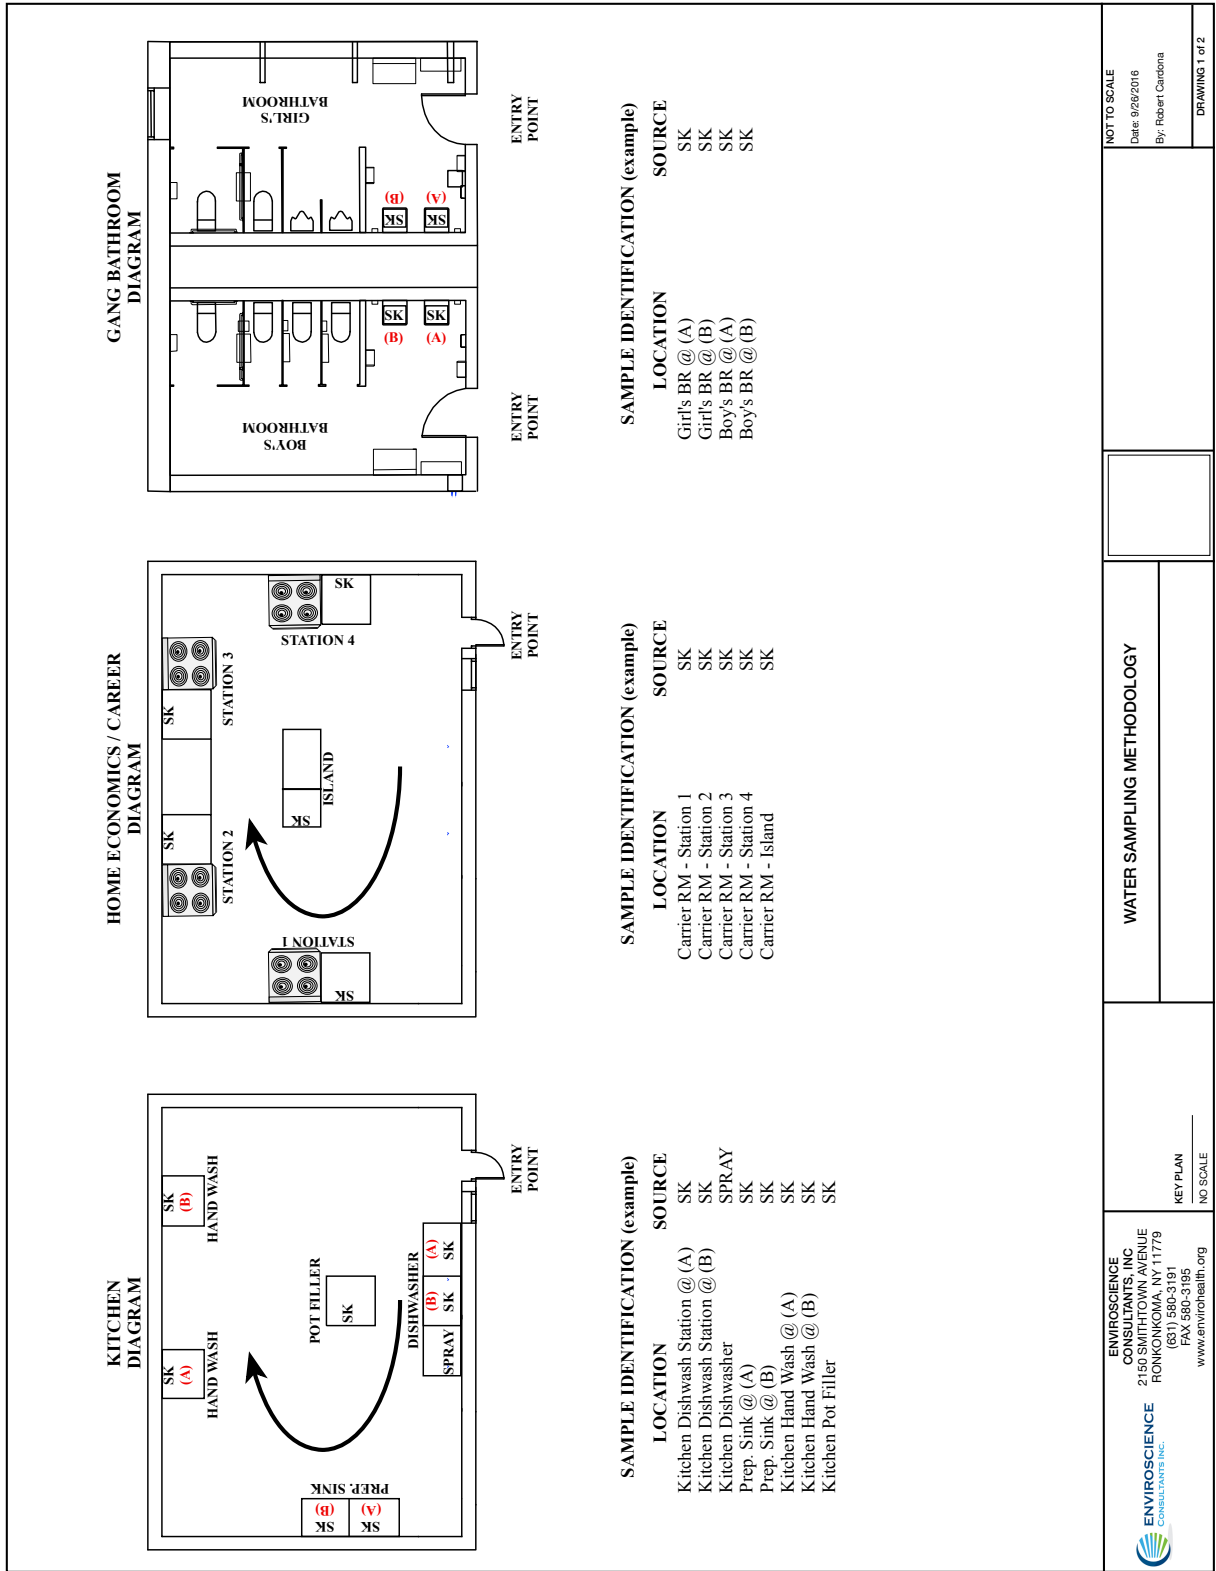 KITCHEN
DIAGRAM
SK
(A)
HAND WASH
SK
(B)
HAND WASH
POT FILLER
SK
PREP. SINK
SK
(B)
SK
(A)
DISHWASHER
SPRAY
(B)
SK
(A)
SK
ENTRY
POINT
SAMPLE IDENTIFICATION (example)
LOCATION SOURCE
Kitchen Dishwash Station @ (A) SK
Kitchen Dishwash Station @ (B) SK
Kitchen Dishwasher SPRAY
Prep. Sink @ (A) SK
Prep. Sink @ (B) SK
Kitchen Hand Wash @ (A) SK
Kitchen Hand Wash @ (B) SK
Kitchen Pot Filler SK
HOME ECONOMICS / CAREER
DIAGRAM
SK
STATION 2
SK
STATION 3
STATION 1
SK
SK
ISLAND
SK
STATION 4
ENTRY
POINT
SAMPLE IDENTIFICATION (example)
LOCATION SOURCE
Carrier RM - Station 1 SK
Carrier RM - Station 2 SK
Carrier RM - Station 3 SK
Carrier RM - Station 4 SK
Carrier RM - Island SK
GANG BATHROOM
DIAGRAM
BOY'S
BATHROOM
GIRL'S
BATHROOM
(B)
SK
SK
(B)
(A)
SK
SK
(A)
ENTRY
POINT
ENTRY
POINT
SAMPLE IDENTIFICATION (example)
LOCATION SOURCE
Girl's BR @ (A) SK
Girl's BR @ (B) SK
Boy's BR @ (A) SK
Boy's BR @ (B) SK
ENVIROSCIENCE
CONSULTANTS INC.
ENVIROSCIENCE
CONSULTANTS, INC
2150 SMITHTOWN AVENUE
RONKONKOMA, NY 11779
(631) 580-3191
FAX 580-3195
www.envirohealth.org
KEY PLAN
NO SCALE
WATER SAMPLING METHODOLOGY
NOT TO SCALE
Date: 9/26/2016
By: Robert Cardona
DRAWING 1 of 2